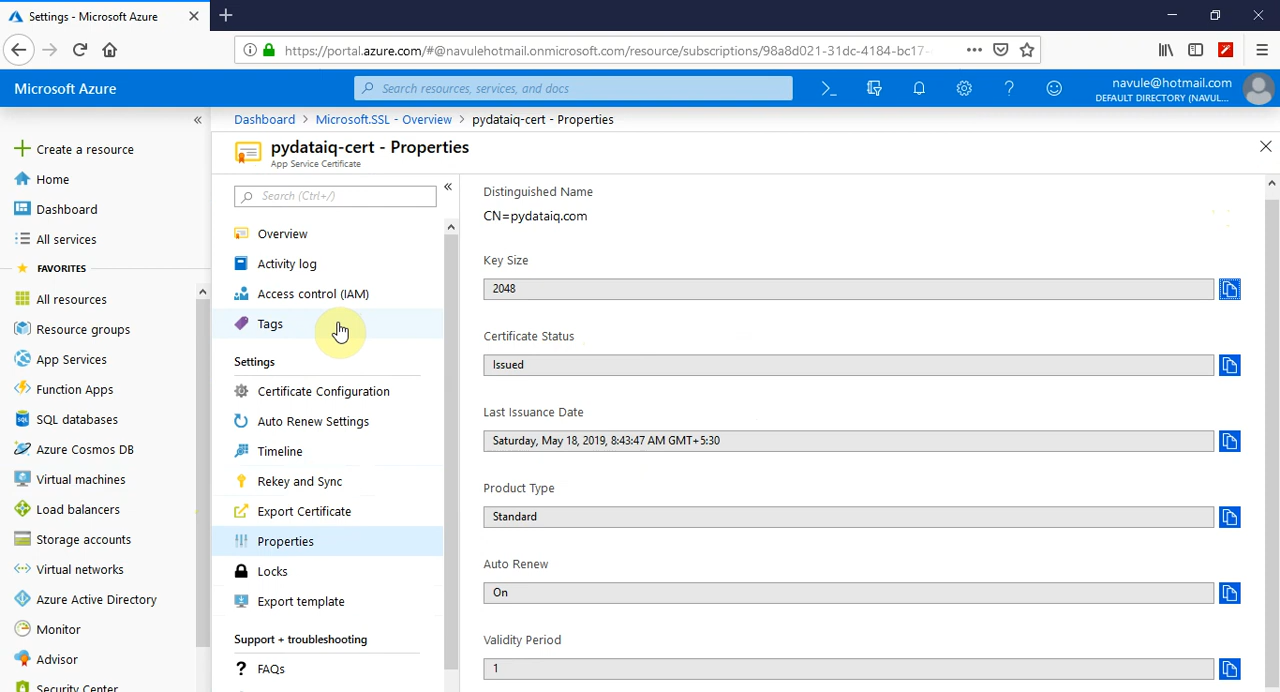 Settings - Microsoft Azure
https://portal.azure.com/#@navulehotmail.onmicrosoft.com/resource/subscriptions/98a8d021-31dc-4184-bc17-
Microsoft Azure
Search resources, services, and docs
navule@hotmail.com
DEFAULT DIRECTORY (NAVUL...
Dashboard > Microsoft.SSL - Overview > pydataiq-cert - Properties
Create a resource
Home
Dashboard
All services
FAVORITES
All resources
Resource groups
App Services
Function Apps
SQL databases
Azure Cosmos DB
Virtual machines
Load balancers
Storage accounts
Virtual networks
Azure Active Directory
Monitor
Advisor
Security Center
pydataiq-cert - Properties
App Service Certificate
Search (Ctrl+/)
Overview
Activity log
Access control (IAM)
Tags
Settings
Certificate Configuration
Auto Renew Settings
Timeline
Rekey and Sync
Export Certificate
Properties
Locks
Export template
Support + troubleshooting
FAQs
Distinguished Name
CN=pydataiq.com
Key Size
2048
Certificate Status
Issued
Last Issuance Date
Saturday, May 18, 2019, 8:43:47 AM GMT+5:30
Product Type
Standard
Auto Renew
On
Validity Period
1